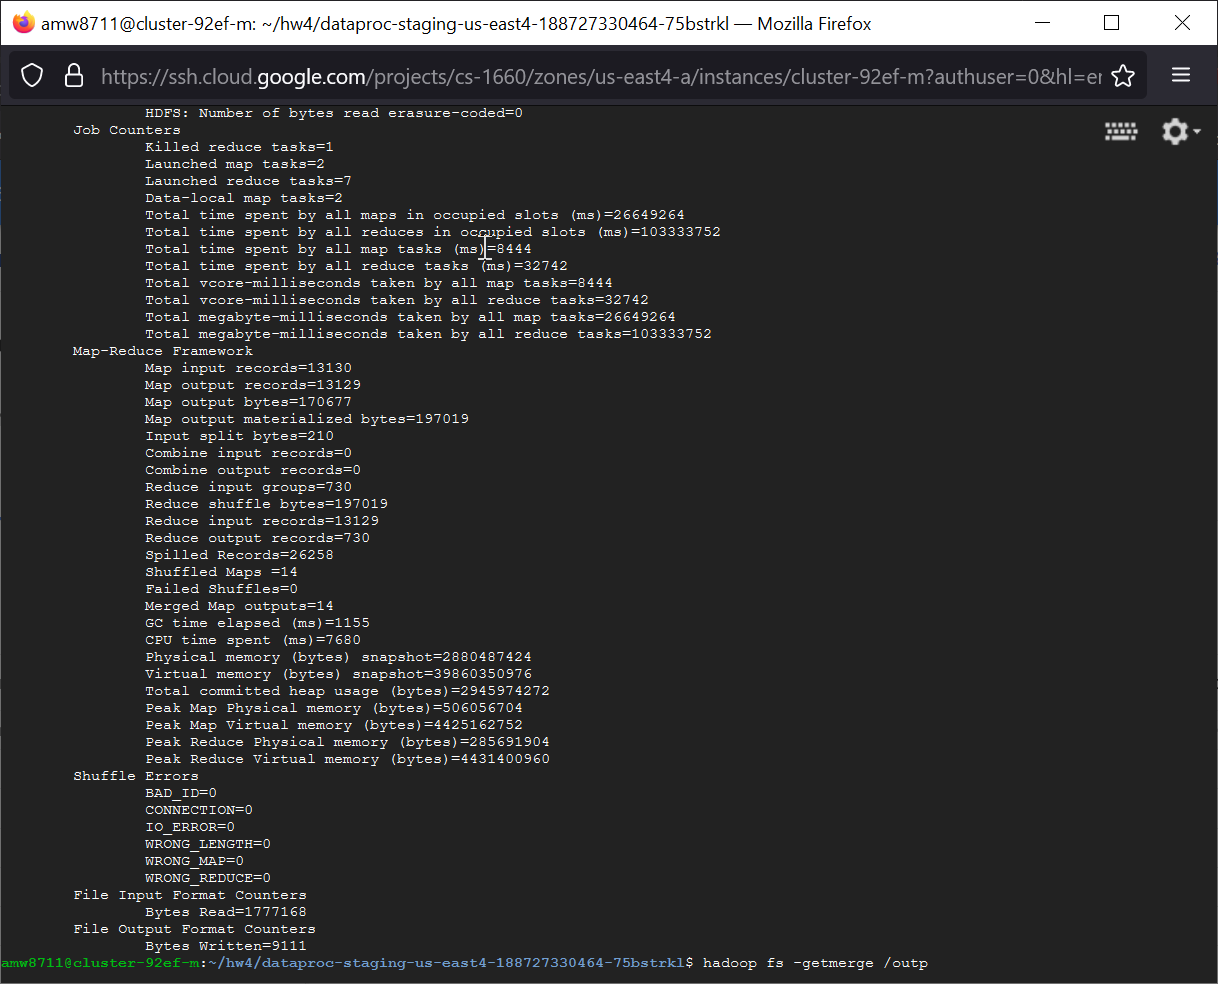 amw8711@cluster-92ef-m: ~/hw4/dataproc-staging-us-east4-188727330464-75bstrkl — Mozilla Firefox
https://ssh.cloud.google.com/projects/cs-1660/zones/us-east4-a/instances/cluster-92ef-m?authuser=0&hl=er
HDFS: Number of bytes read erasure-coded=0
Job Counters
Killed reduce tasks=1
Launched map tasks=2
Launched reduce tasks=7
Data-local map tasks=2
Total time spent by all maps in occupied slots (ms)=26649264
Total time spent by all reduces in occupied slots (ms)=103333752
Total time spent by all map tasks (ms)=8444
Total time spent by all reduce tasks (ms)=32742
Total vcore-milliseconds taken by all map tasks=8444
Total vcore-milliseconds taken by all reduce tasks=32742
Total megabyte-milliseconds taken by all map tasks=26649264
Total megabyte-milliseconds taken by all reduce tasks=103333752
Map-Reduce Framework
Map input records=13130
Map output records=13129
Map output bytes=170677
Map output materialized bytes=197019
Input split bytes=210
Combine input records=0
Combine output records=0
Reduce input groups=730
Reduce shuffle bytes=197019
Reduce input records=13129
Reduce output records=730
Spilled Records=26258
Shuffled Maps =14
Failed Shuffles=0
Merged Map outputs=14
GC time elapsed (ms)=1155
CPU time spent (ms)=7680
Physical memory (bytes) snapshot=2880487424
Virtual memory (bytes) snapshot=39860350976
Total committed heap usage (bytes)=2945974272
Peak Map Physical memory (bytes)=506056704
Peak Map Virtual memory (bytes)=4425162752
Peak Reduce Physical memory (bytes)=285691904
Peak Reduce Virtual memory (bytes)=4431400960
Shuffle Errors
BAD_ID=0
CONNECTION=0
IO_ERROR=0
WRONG_LENGTH=0
WRONG_MAP=0
WRONG_REDUCE=0
File Input Format Counters
Bytes Read=1777168
File Output Format Counters
Bytes Written=9111
amw8711@cluster-92ef-m:~/hw4/dataproc-staging-us-east4-188727330464-75bstrkl$ hadoop fs -getmerge /outp